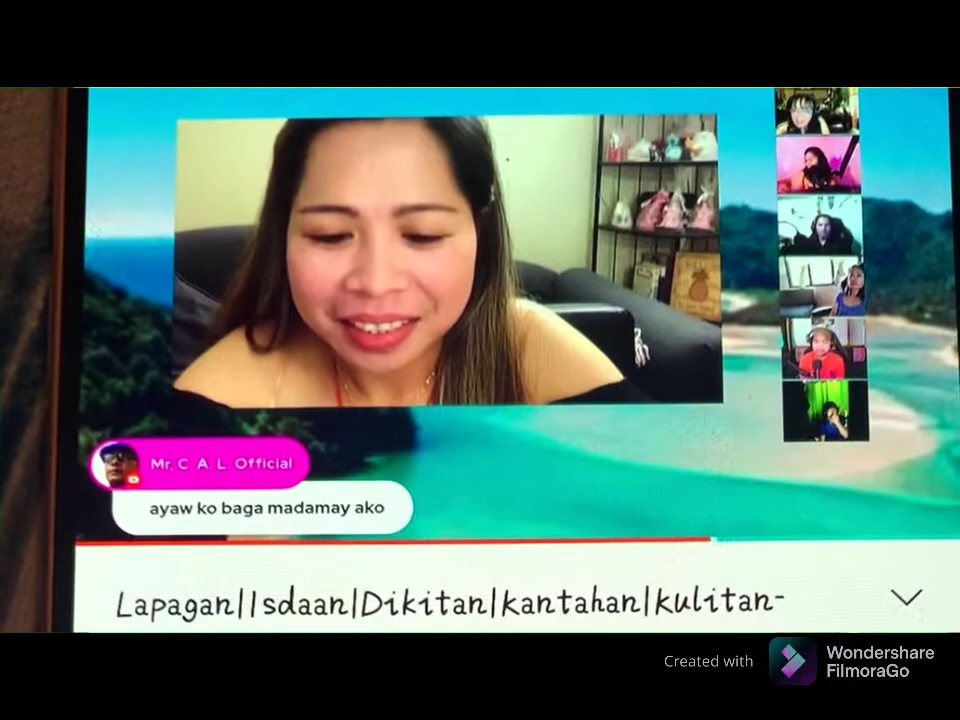 Mr, C. A. L. Official
ayaw ko baga madamay ako
Lapagan||Isdaan|Dikitan|kantahan|kulitan-
Created with
Wondershare
FilmoraGo